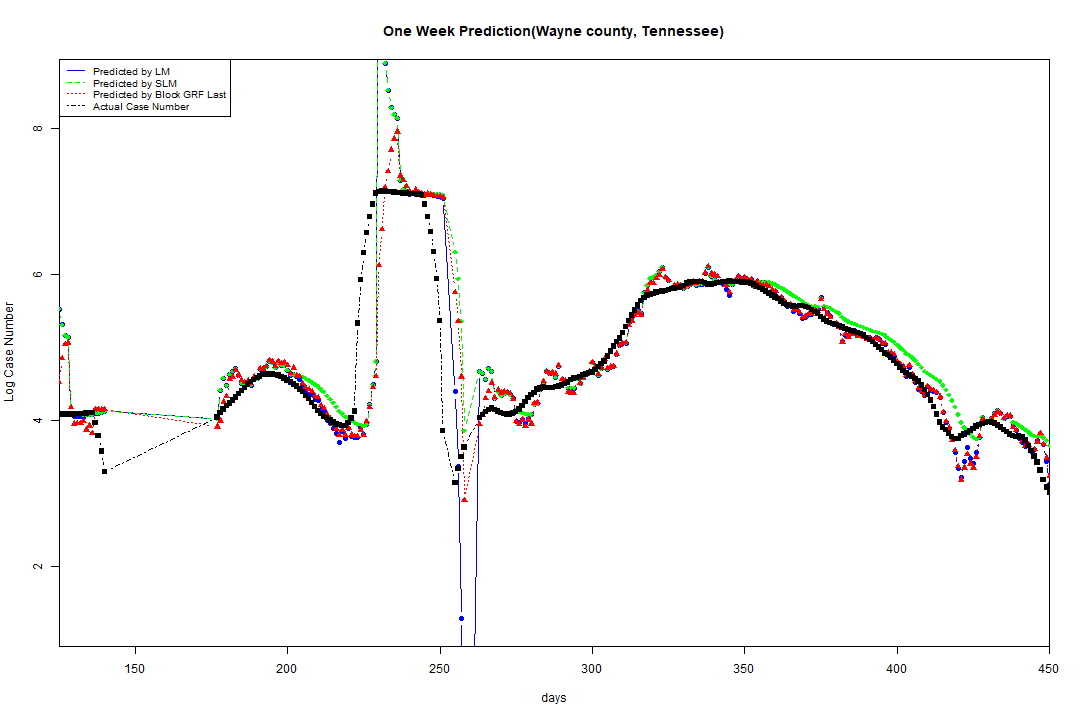 One Week Prediction(Wayne county, Tennessee)
Predicted by LM
Predicted by SLM
Predicted by Block GRF Last
Actual Case Number
Log Case Number
8
6
4
2
150 200 250 300 350 400 450
days